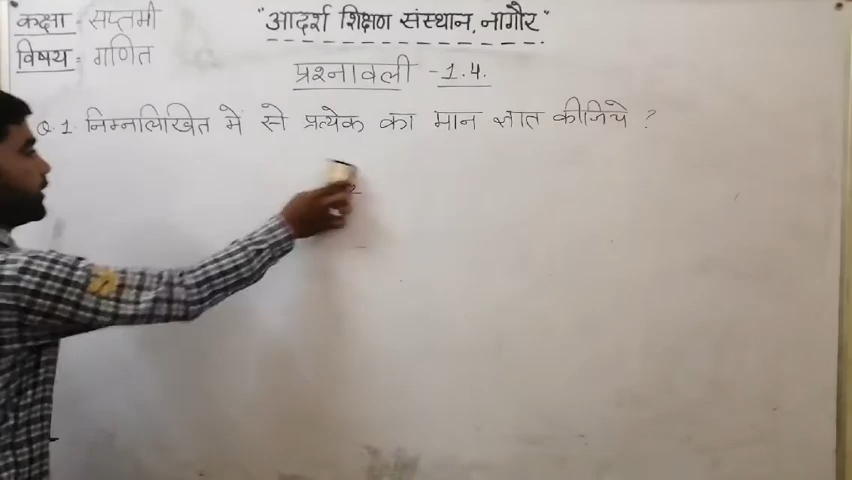 कक्षा - सप्तमी
"आदर्श शिक्षण संस्थान, नागौर"
विषय - गणित
प्रश्नावली - 1.4.
Q.1. निम्नलिखित में से प्रत्येक का मान ज्ञात कीजिये ?